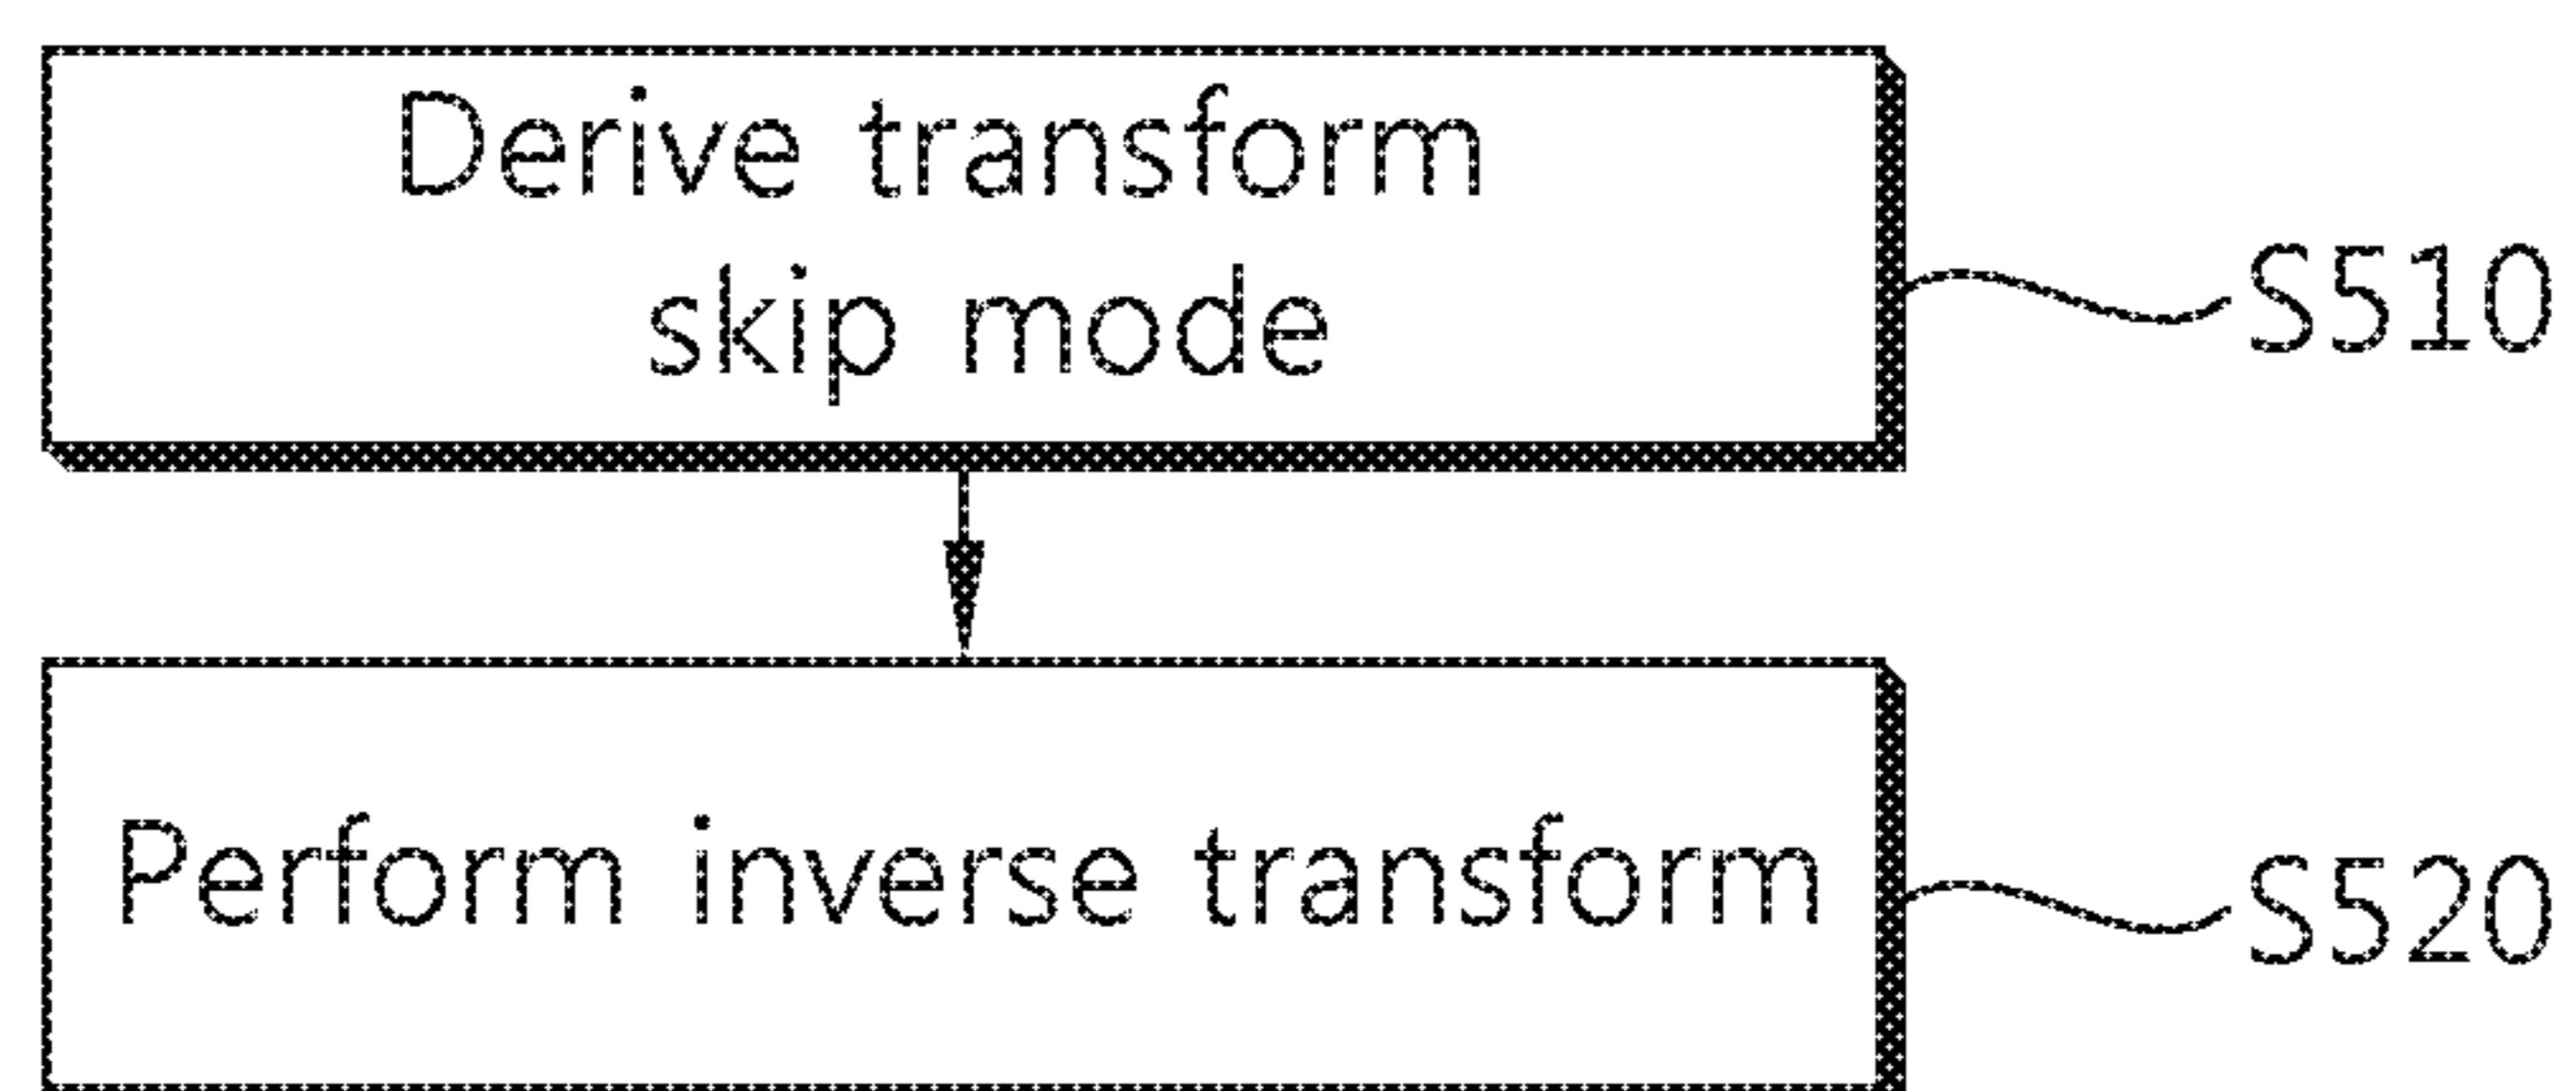 Derive transform
skip mode
S510
Perform inverse transform
S520